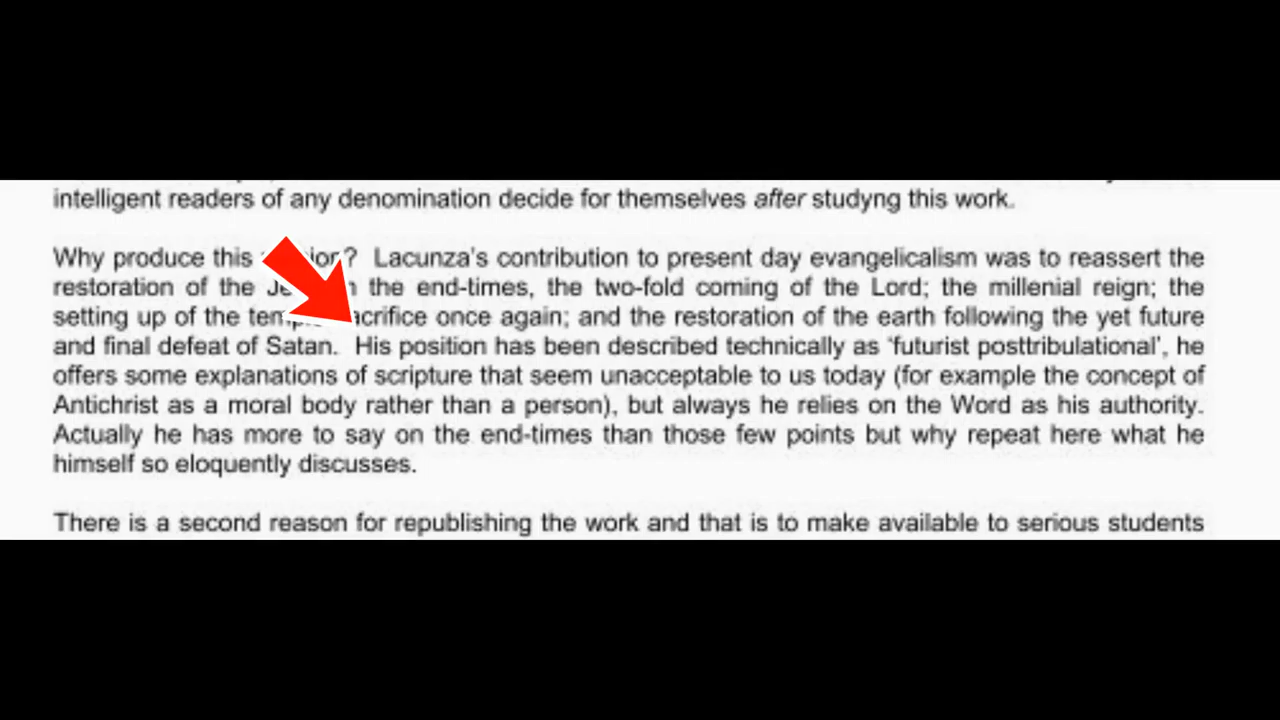 intelligent readers of any denomination decide for themselves after studyng this work.
Why produce this ? Lacunza's contribution to present day evangelicalism was to reassert the
restoration of the the end-times, the two-fold coming of the Lord; the millenial reign; the
setting up of the once again; and the restoration of the earth following the yet future
and final defeat of Satan. His position has been described technically as 'futurist posttribulational', he
offers some explanations of scripture that seem unacceptable to us today (for example the concept of
Antichrist as a moral body rather than a person), but always he relies on the Word as his authority.
Actually he has more to say on the end-times than those few points but why repeat here what he
himself so eloquently discusses.
There is a second reason for republishing the work and that is to make available to serious students